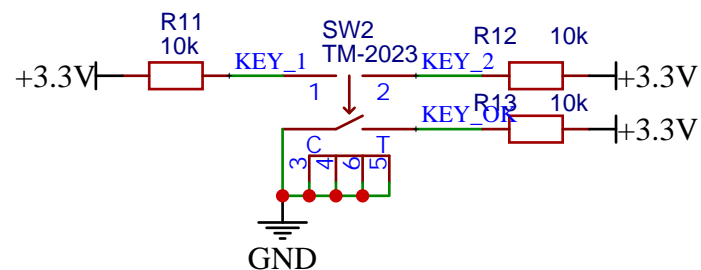 R11
10k
SW2
TM-2023
R12 10k
+3.3V
KEY_1
KEY_2
+3.3V
1 2
KEY_OK
R13 10k
+3.3V
C T
3 4 6 5
GND